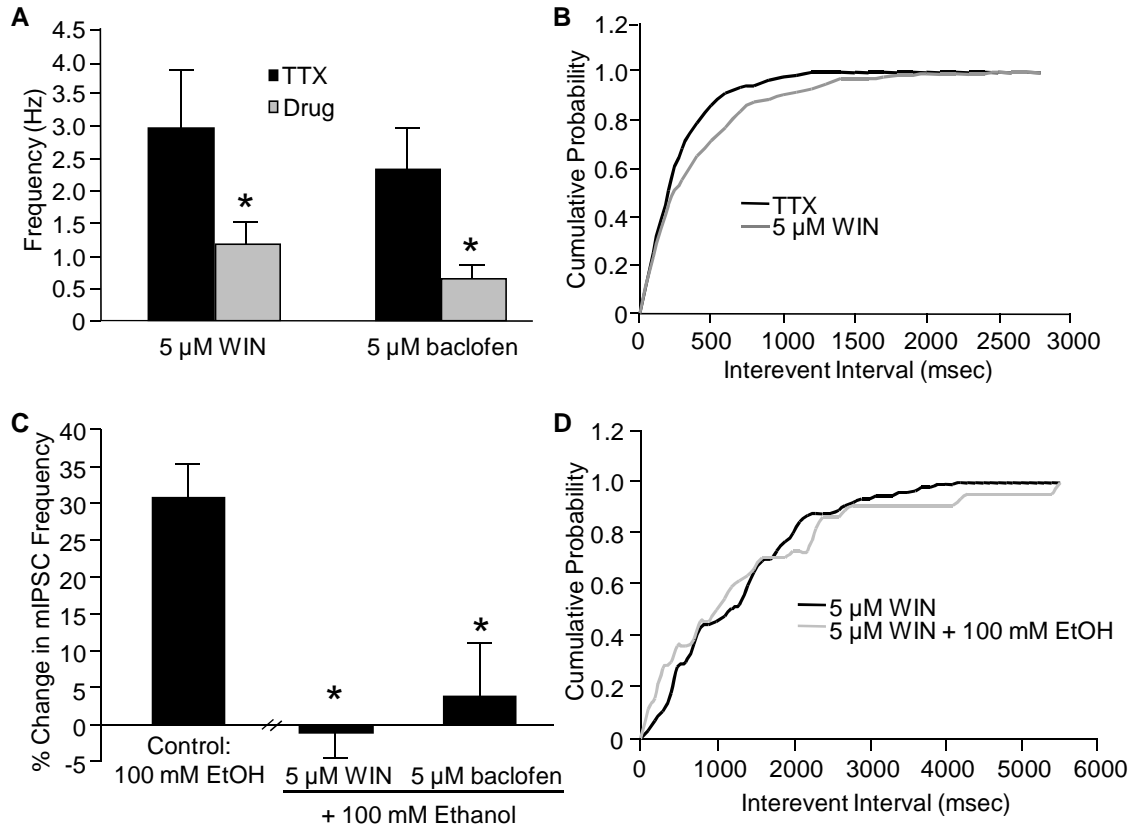 A
Frequency (Hz)
4.5
4.0
3.5
3.0
2.5
2.0
1.5
1.0
0.5
0
TTX
Drug
*
*
5 µM WIN
5 µM baclofen
B
Cumulative Probability
1.2
1.0
0.8
0.6
0.4
0.2
0
TTX
5 µM WIN
0 500 1000 1500 2000 2500 3000
Interevent Interval (msec)
C
% Change in mIPSC Frequency
40
35
30
25
20
15
10
5
0
-5
*
*
Control:
100 mM EtOH
5 µM WIN
5 µM baclofen
+ 100 mM Ethanol
D
Cumulative Probability
1.2
1.0
0.8
0.6
0.4
0.2
0
5 µM WIN
5 µM WIN + 100 mM EtOH
0 1000 2000 3000 4000 5000 6000
Interevent Interval (msec)